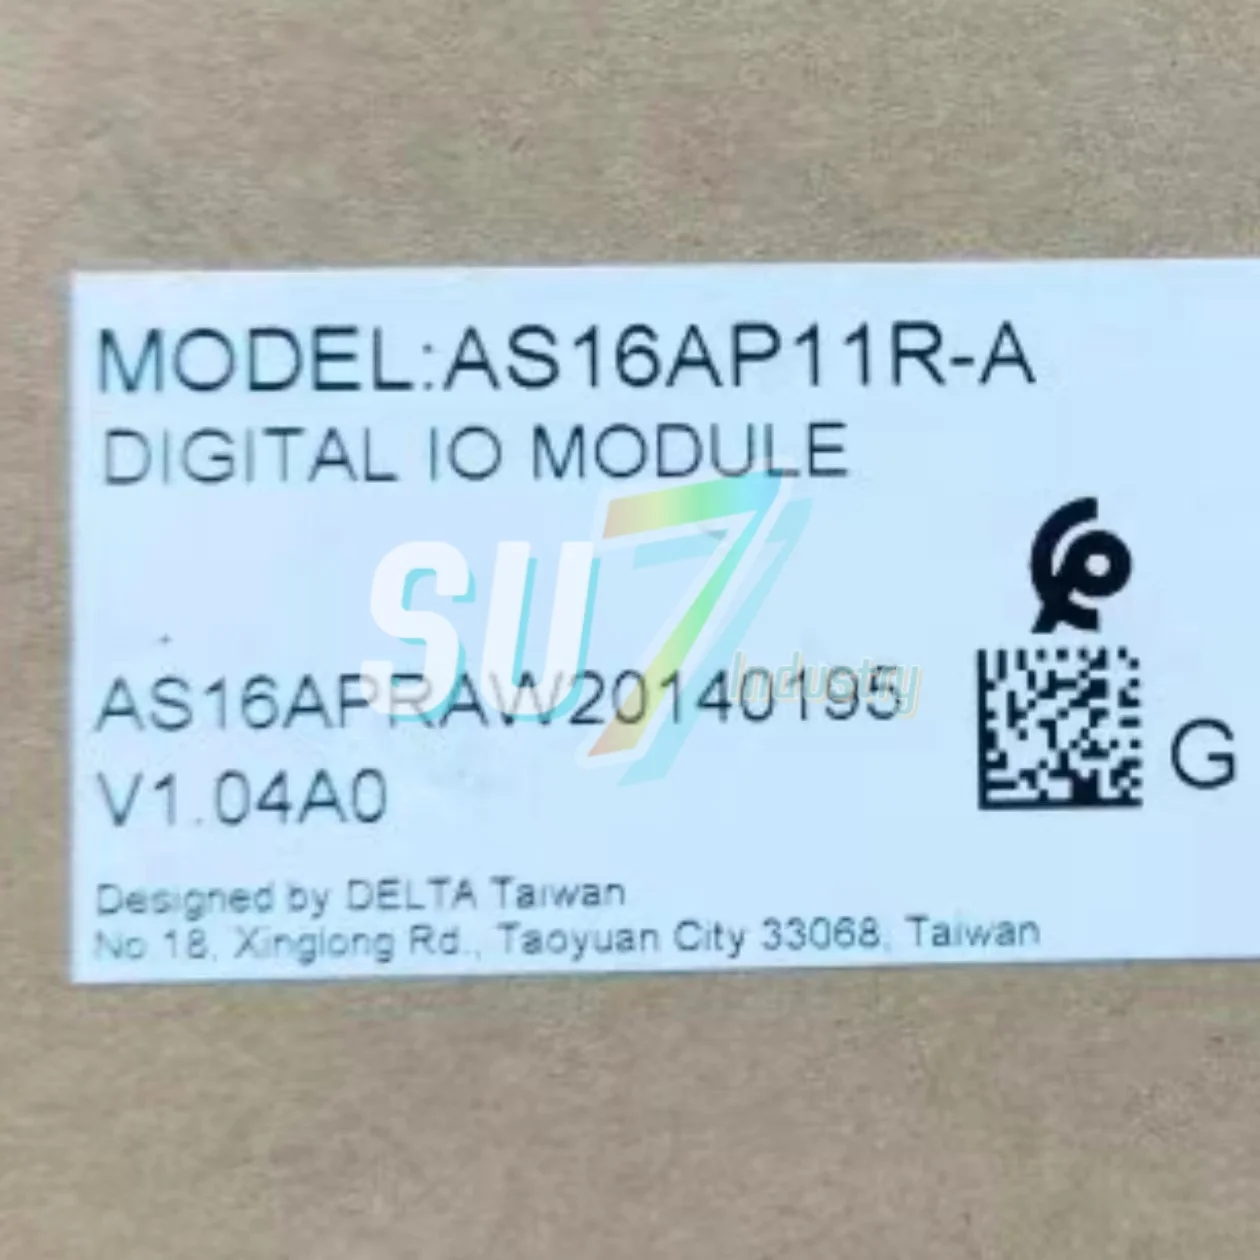 MODEL:AS16AP11R-A
DIGITAL IO MODULE
SU7
Industry
AS16APRAW20140195
V1.04A0
G
Designed by DELTA Taiwan
No 18, Xinglong Rd., Taoyuan City 33068, Taiwan